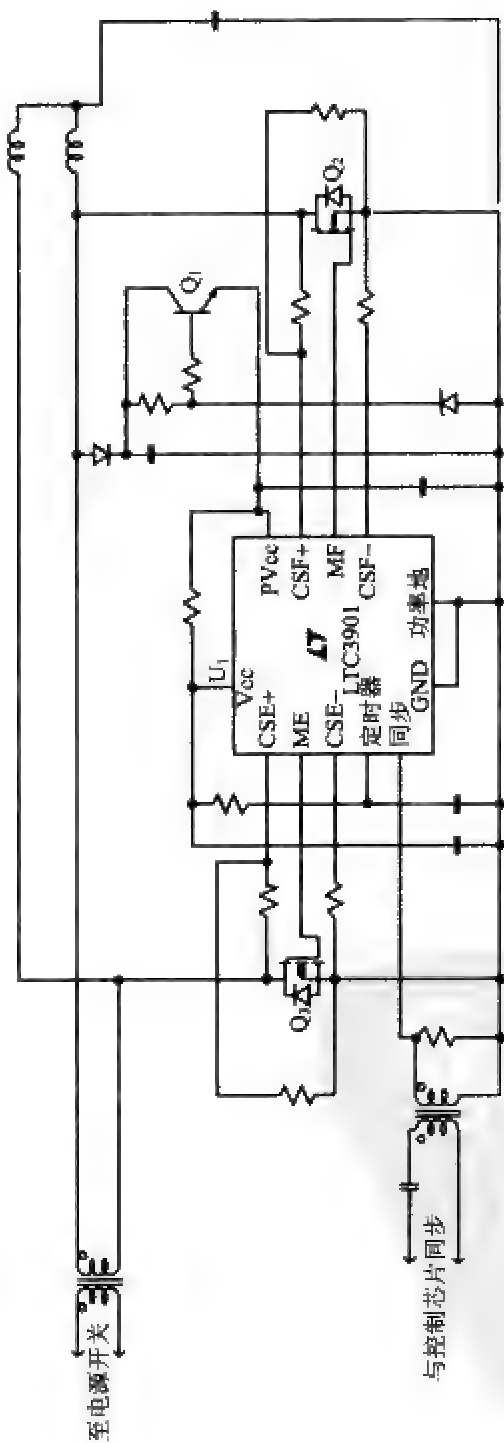 至电源开关
与控制芯片同步
Q₃
U₁
Vcc
PVcc
CSE+
CSF+
ME
MF
CSE-
CSF-
LT
LTC3901
定时器
同步
GND
功率地
Q₁
Q₂